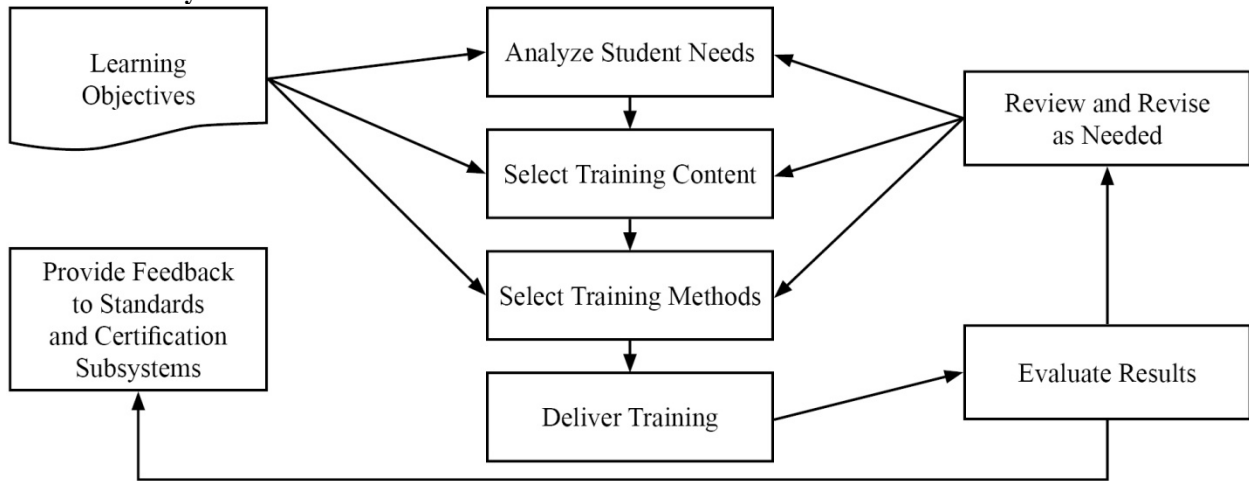 Learning
Objectives
Analyze Student Needs
Select Training Content
Select Training Methods
Deliver Training
Review and Revise
as Needed
Evaluate Results
Provide Feedback
to Standards
and Certification
Subsystems